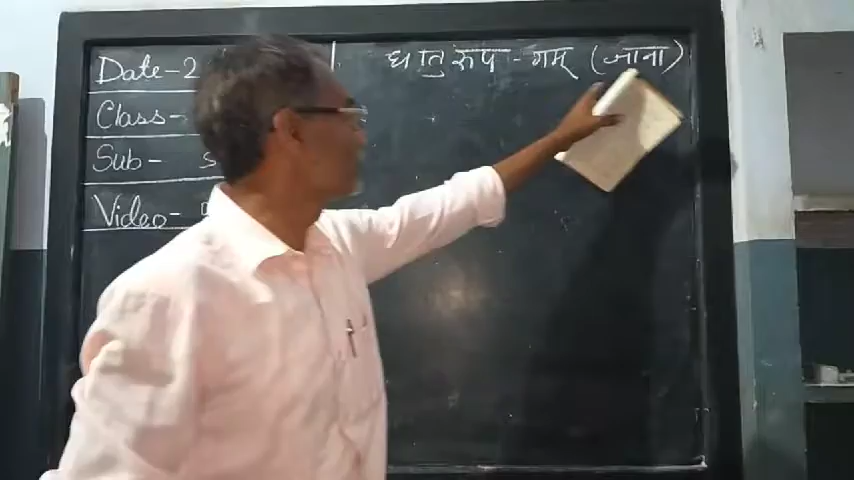 धातु रूप - गम् (जाना)
Date - 2
Class -
Sub -
Video -